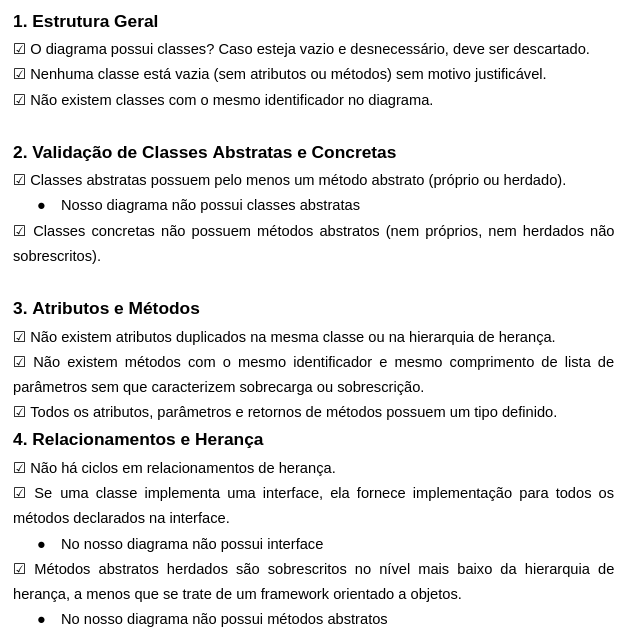 1. Estrutura Geral
☑ O diagrama possui classes? Caso esteja vazio e desnecessário, deve ser descartado.
☑ Nenhuma classe está vazia (sem atributos ou métodos) sem motivo justificável.
☑ Não existem classes com o mesmo identificador no diagrama.
2. Validação de Classes Abstratas e Concretas
☑ Classes abstratas possuem pelo menos um método abstrato (próprio ou herdado).
● Nosso diagrama não possui classes abstratas
☑ Classes concretas não possuem métodos abstratos (nem próprios, nem herdados não
sobrescritos).
3. Atributos e Métodos
☑ Não existem atributos duplicados na mesma classe ou na hierarquia de herança.
☑ Não existem métodos com o mesmo identificador e mesmo comprimento de lista de
parâmetros sem que caracterizem sobrecarga ou sobrescrição.
☑ Todos os atributos, parâmetros e retornos de métodos possuem um tipo definido.
4. Relacionamentos e Herança
☑ Não há ciclos em relacionamentos de herança.
☑ Se uma classe implementa uma interface, ela fornece implementação para todos os
métodos declarados na interface.
● No nosso diagrama não possui interface
☑ Métodos abstratos herdados são sobrescritos no nível mais baixo da hierarquia de
herança, a menos que se trate de um framework orientado a objetos.
● No nosso diagrama não possui métodos abstratos